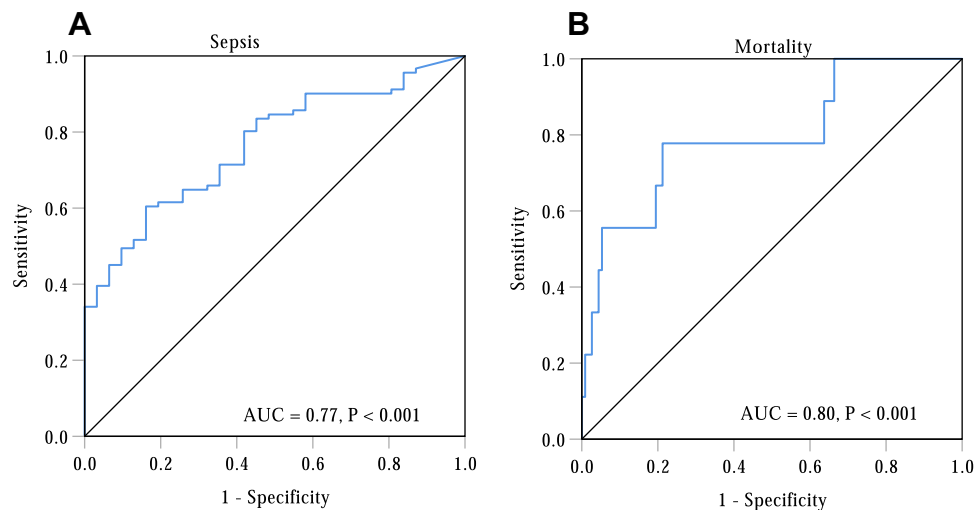 A
Sepsis
1.0
0.8
0.6
0.4
0.2
0.0
Sensitivity
AUC = 0.77, P < 0.001
0.0 0.2 0.4 0.6 0.8 1.0
1 - Specificity
B
Mortality
1.0
0.8
0.6
0.4
0.2
0.0
Sensitivity
AUC = 0.80, P < 0.001
0.0 0.2 0.4 0.6 0.8 1.0
1 - Specificity